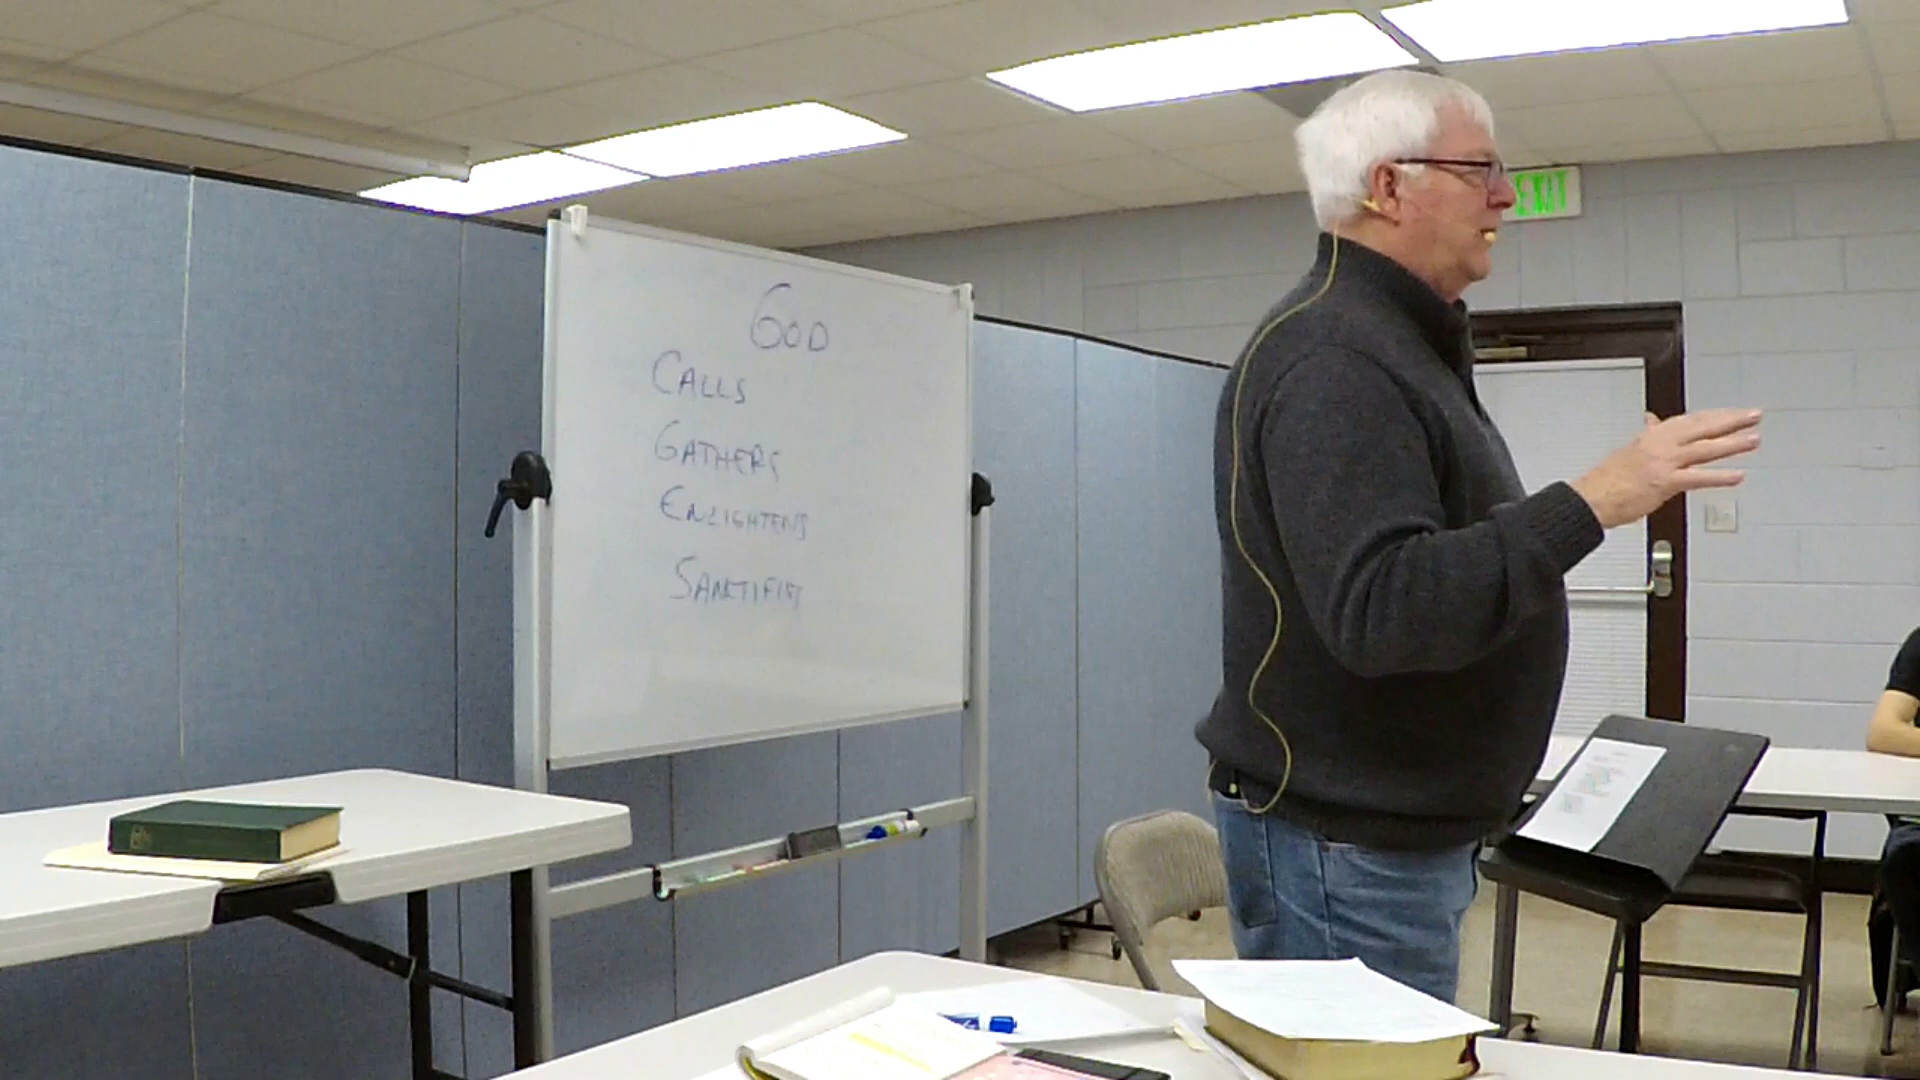 GOD
CALLS
GATHERS
ENLIGHTENS
SANCTIFIES
EXIT